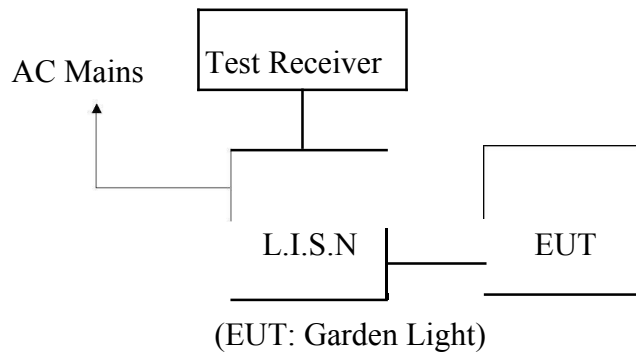 Test Receiver
AC Mains
L.I.S.N
EUT
(EUT: Garden Light)